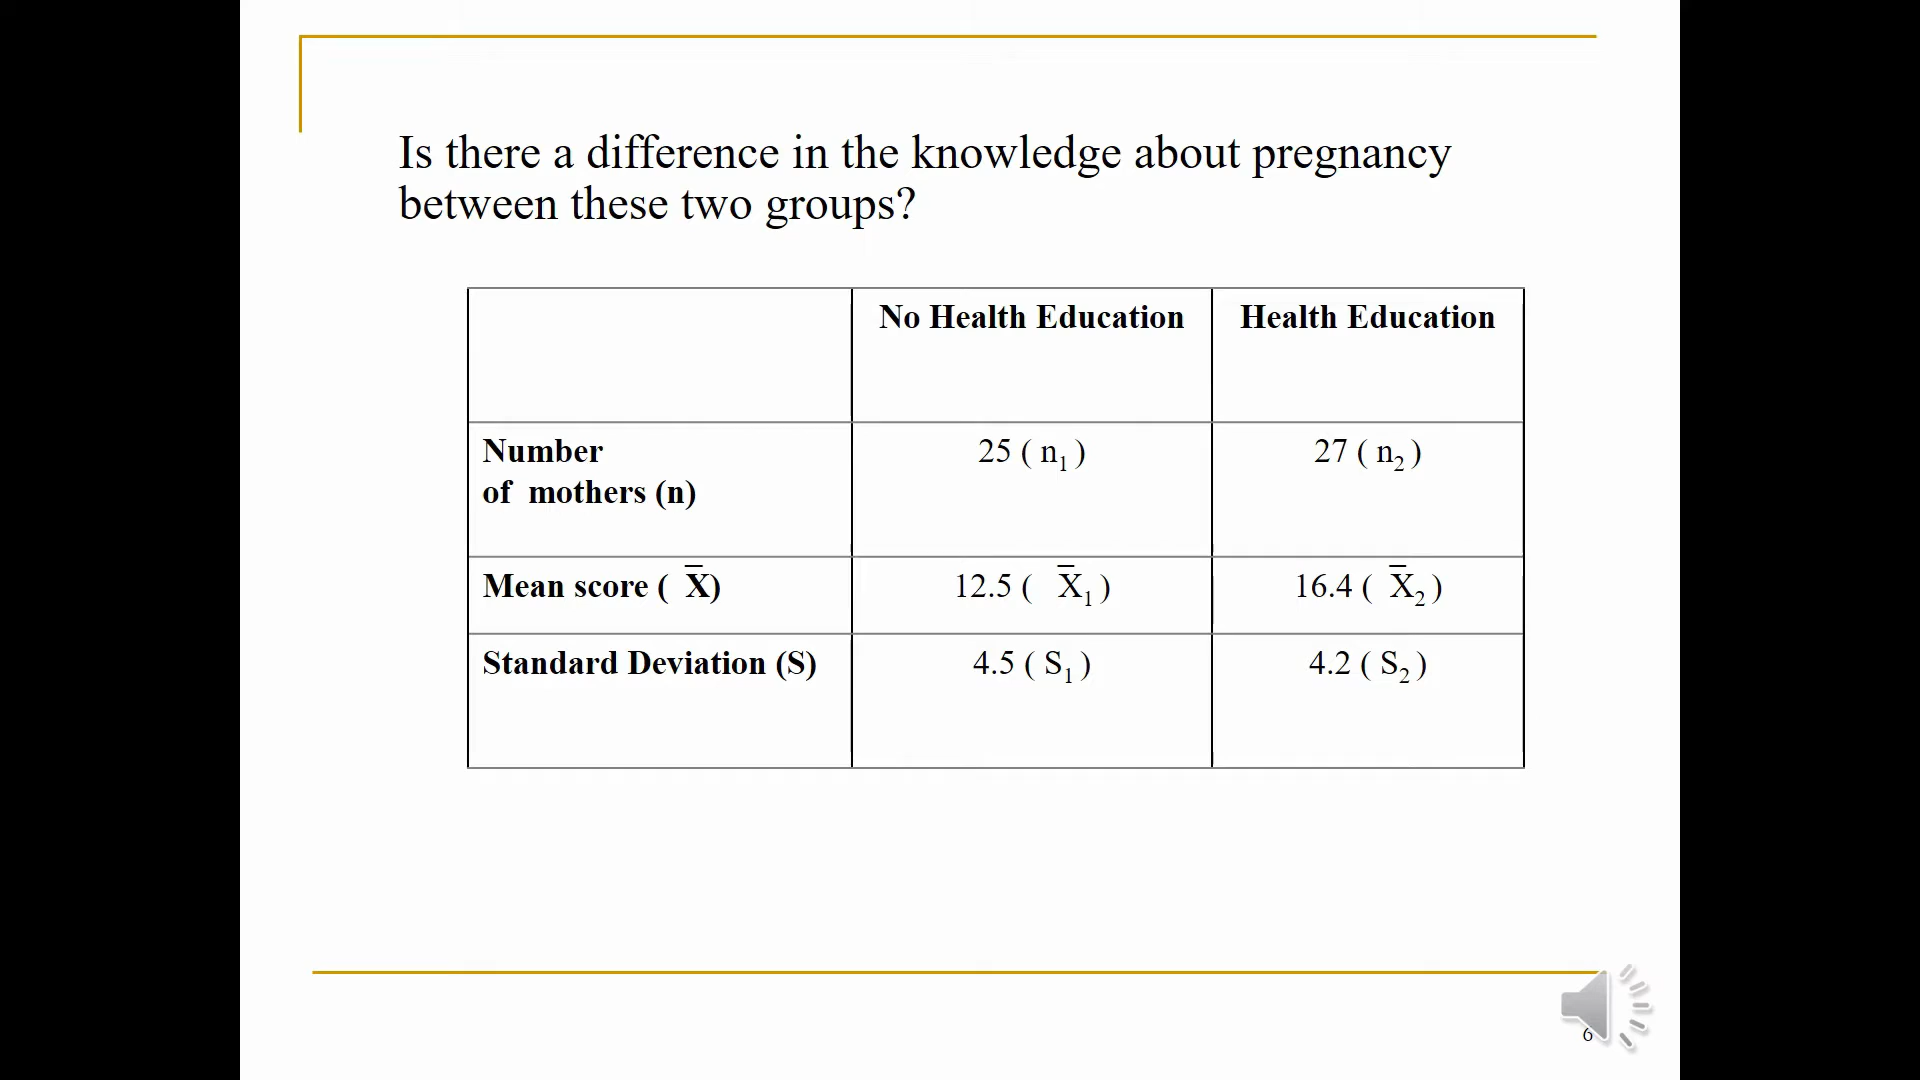 Is there a difference in the knowledge about pregnancy
between these two groups?
No Health Education Health Education
Number
of mothers (n) 25 ( n₁ ) 27 ( n₂ )
Mean score ( X̅) 12.5 ( X̅₁ ) 16.4 ( X̅₂ )
Standard Deviation (S) 4.5 ( S₁ ) 4.2 ( S₂ )
6